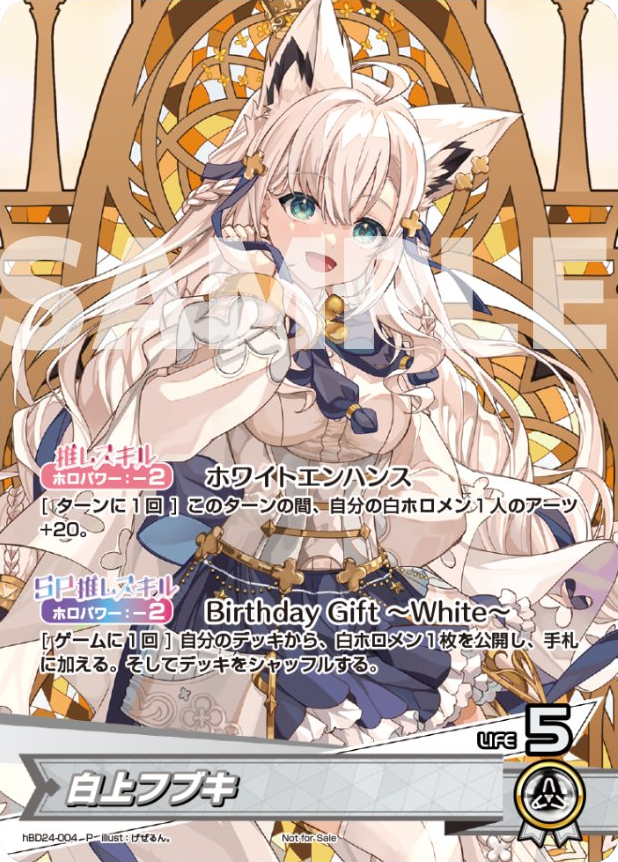 SAMPLE
推しスキル
ホロパワー：－2
ホワイトエンハンス
[ ターンに１回 ] このターンの間、自分の白ホロメン１人のアーツ
+20。
SP推しスキル
ホロパワー：－2
Birthday Gift ～White～
[ ゲームに１回 ] 自分のデッキから、白ホロメン１枚を公開し、手札
に加える。そしてデッキをシャッフルする。
LIFE 5
白上フブキ
hBD24-004 P illust：げぜるん。 Not for Sale